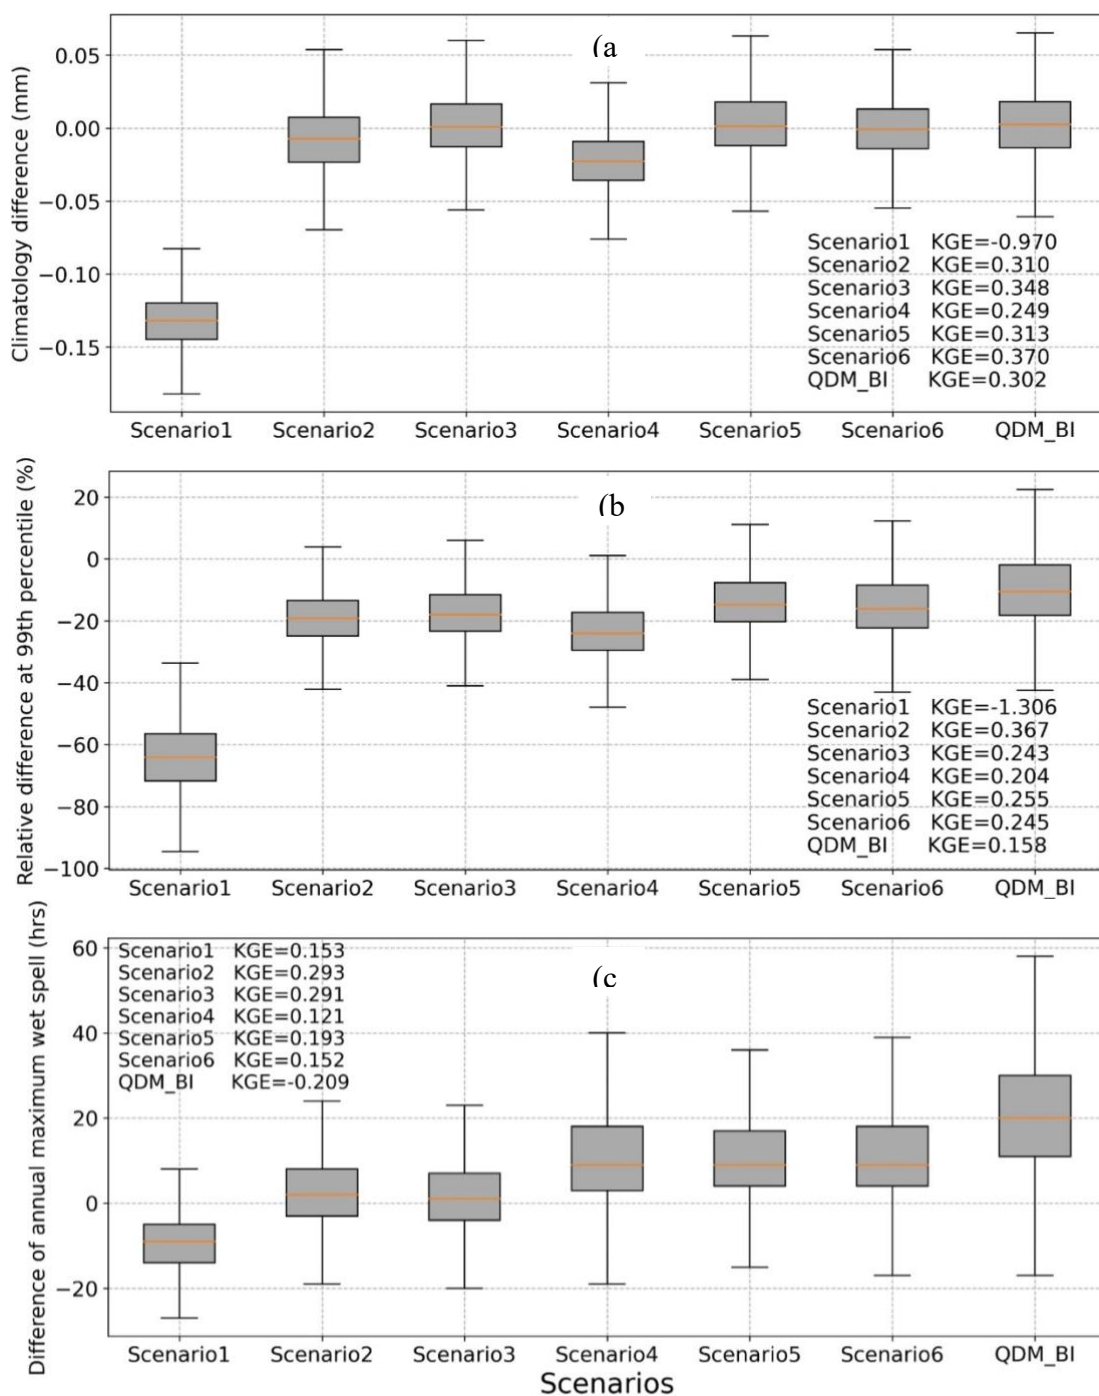 (a
Climatology difference (mm)
0.05
0.00
−0.05
−0.10
−0.15
Scenario1 KGE=-0.970
Scenario2 KGE=0.310
Scenario3 KGE=0.348
Scenario4 KGE=0.249
Scenario5 KGE=0.313
Scenario6 KGE=0.370
QDM_BI KGE=0.302
Scenario1 Scenario2 Scenario3 Scenario4 Scenario5 Scenario6 QDM_BI
(b
Relative difference at 99th percentile (%)
20
0
−20
−40
−60
−80
−100
Scenario1 KGE=-1.306
Scenario2 KGE=0.367
Scenario3 KGE=0.243
Scenario4 KGE=0.204
Scenario5 KGE=0.255
Scenario6 KGE=0.245
QDM_BI KGE=0.158
Scenario1 Scenario2 Scenario3 Scenario4 Scenario5 Scenario6 QDM_BI
(c
Difference of annual maximum wet spell (hrs)
60
40
20
0
−20
Scenario1 KGE=0.153
Scenario2 KGE=0.293
Scenario3 KGE=0.291
Scenario4 KGE=0.121
Scenario5 KGE=0.193
Scenario6 KGE=0.152
QDM_BI KGE=-0.209
Scenario1 Scenario2 Scenario3 Scenario4 Scenario5 Scenario6 QDM_BI
Scenarios